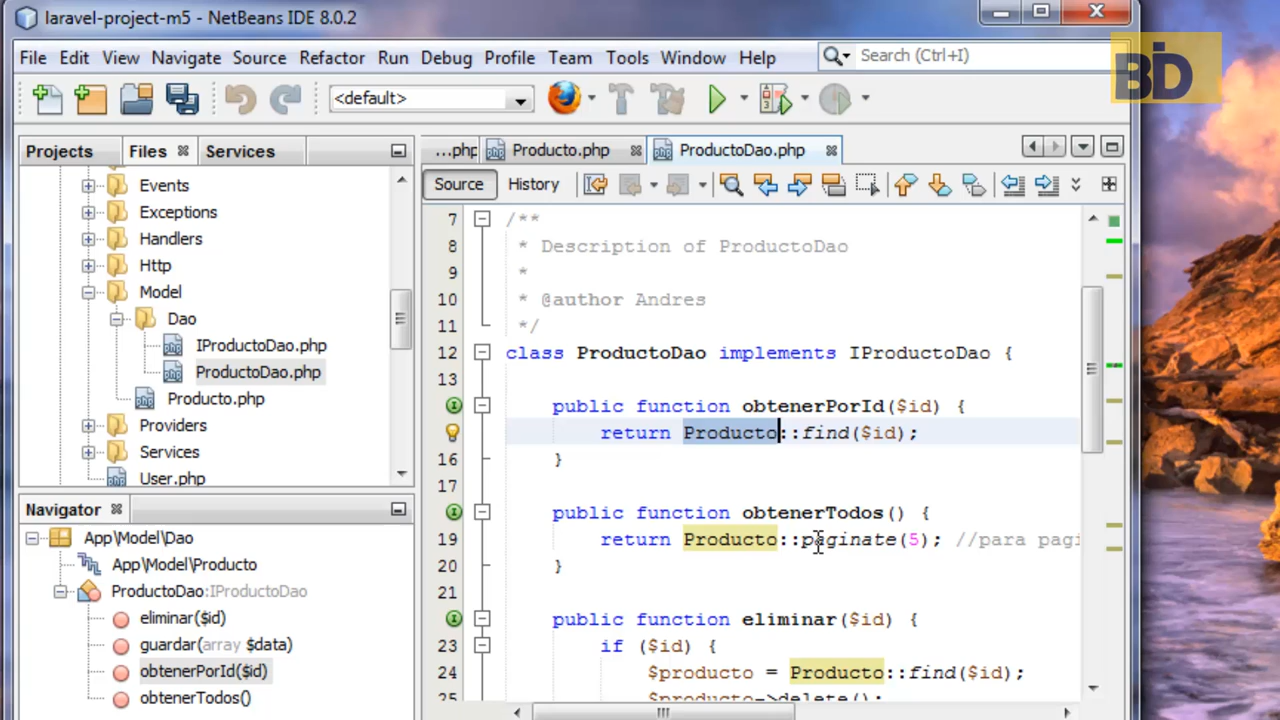 laravel-project-m5 - NetBeans IDE 8.0.2
File Edit View Navigate Source Refactor Run Debug Profile Team Tools Window Help
Search (Ctrl+I)
BiD
<default>
Projects Files Services
...php Producto.php ProductoDao.php
Source History
Events
Exceptions
Handlers
Http
Model
Dao
IProductoDao.php
ProductoDao.php
Producto.php
Providers
Services
User.php
7 /**
8 * Description of ProductoDao
9 *
10 * @author Andres
11 */
12 class ProductoDao implements IProductoDao {
13
public function obtenerPorId($id) {
return Producto::find($id);
16 }
17
public function obtenerTodos() {
19 return Producto::paginate(5); //para pagi
20 }
21
public function eliminar($id) {
23 if ($id) {
24 $producto = Producto::find($id);
25 $producto->delete();
Navigator
App\Model\Dao
App\Model\Producto
ProductoDao:IProductoDao
eliminar($id)
guardar(array $data)
obtenerPorId($id)
obtenerTodos()